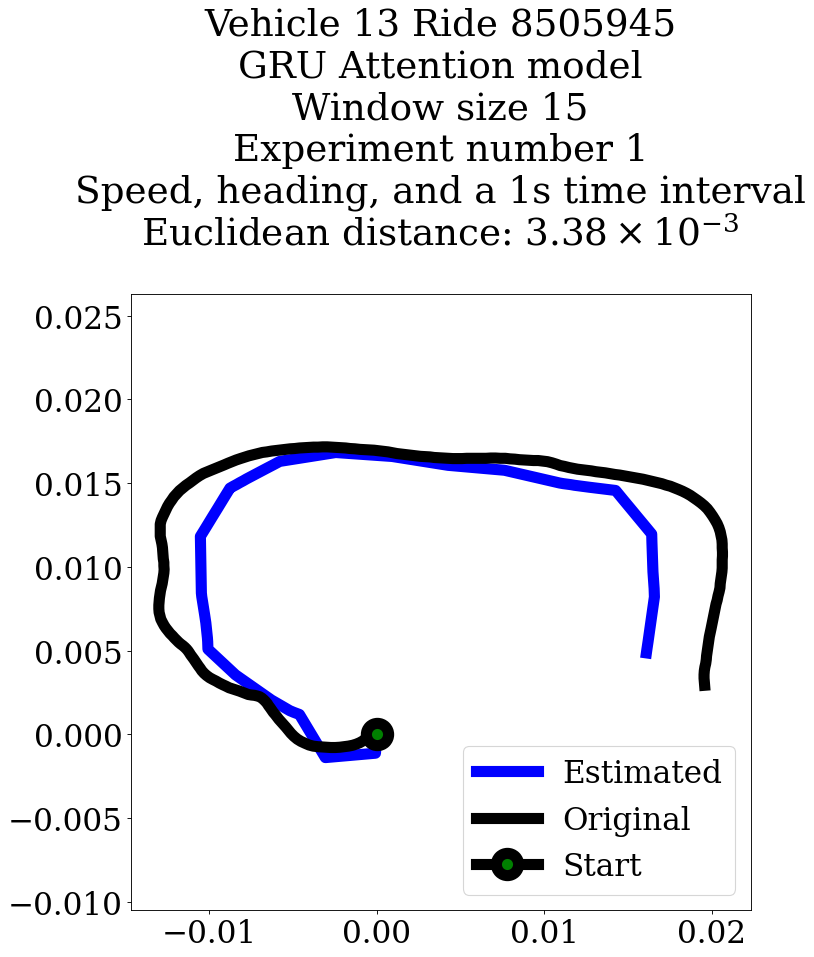 Vehicle 13 Ride 8505945
GRU Attention model
Window size 15
Experiment number 1
Speed, heading, and a 1s time interval
Euclidean distance: 3.38 × 10⁻³
0.025
0.020
0.015
0.010
0.005
0.000
−0.005
−0.010
−0.01 0.00 0.01 0.02
Estimated
Original
Start